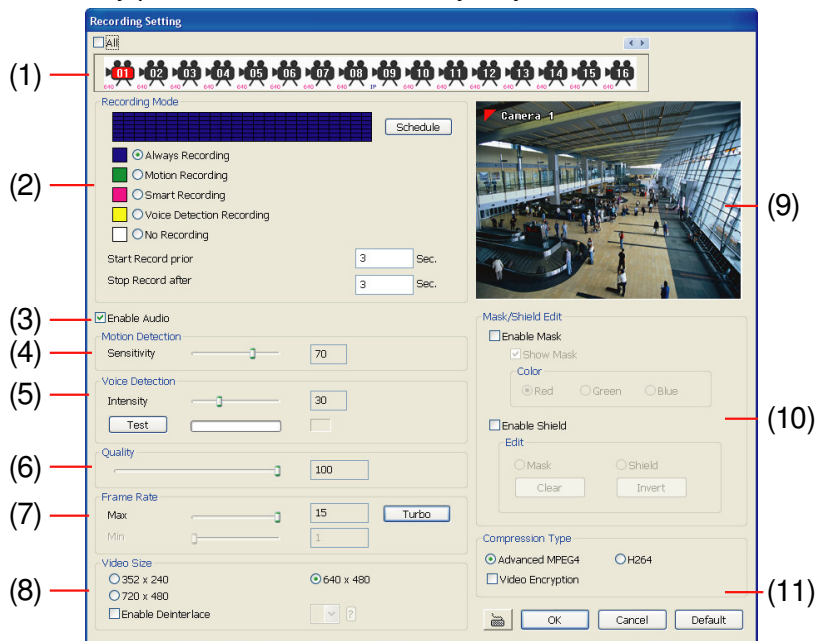 Recording Setting
All
(1)
01 02 03 04 05 06 07 08 09 10 11 12 13 14 15 16
640 640 640 640 640 640 640 640 IP 640 640 640 640 640 640 640
Recording Mode
Schedule
(2)
Always Recording
Motion Recording
Smart Recording
Voice Detection Recording
No Recording
Start Record prior 3 Sec.
Stop Record after 3 Sec.
Camera 1
(9)
(3)
Enable Audio
Motion Detection
(4)
Sensitivity 70
Voice Detection
(5)
Intensity 30
Test
Quality
(6)
100
Frame Rate
(7)
Max 15 Turbo
Min 1
Video Size
(8)
352 x 240 640 x 480
720 x 480
Enable Deinterlace ?
Mask/Shield Edit
Enable Mask
Show Mask
Color
Red Green Blue
(10)
Enable Shield
Edit
Mask Shield
Clear Invert
Compression Type
Advanced MPEG4 H264
Video Encryption
(11)
OK Cancel Default